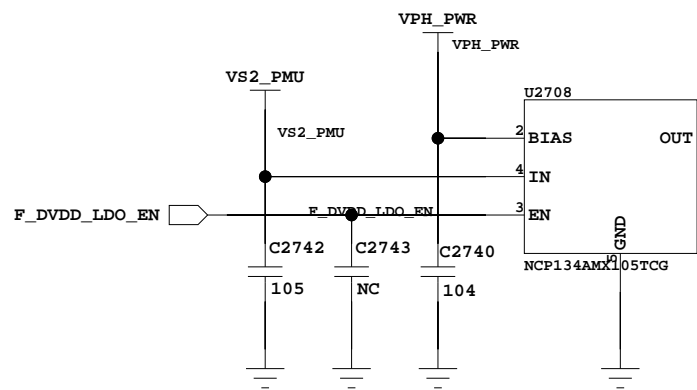 VPH_PWR
VPH_PWR
VS2_PMU
U2708
VS2_PMU
2 BIAS OUT
4 IN
F_DVDD_LDO_EN F_DVDD_LDO_EN 3 EN
GND
5
C2742 C2743 C2740
NCP134AMX105TCG
105 NC 104